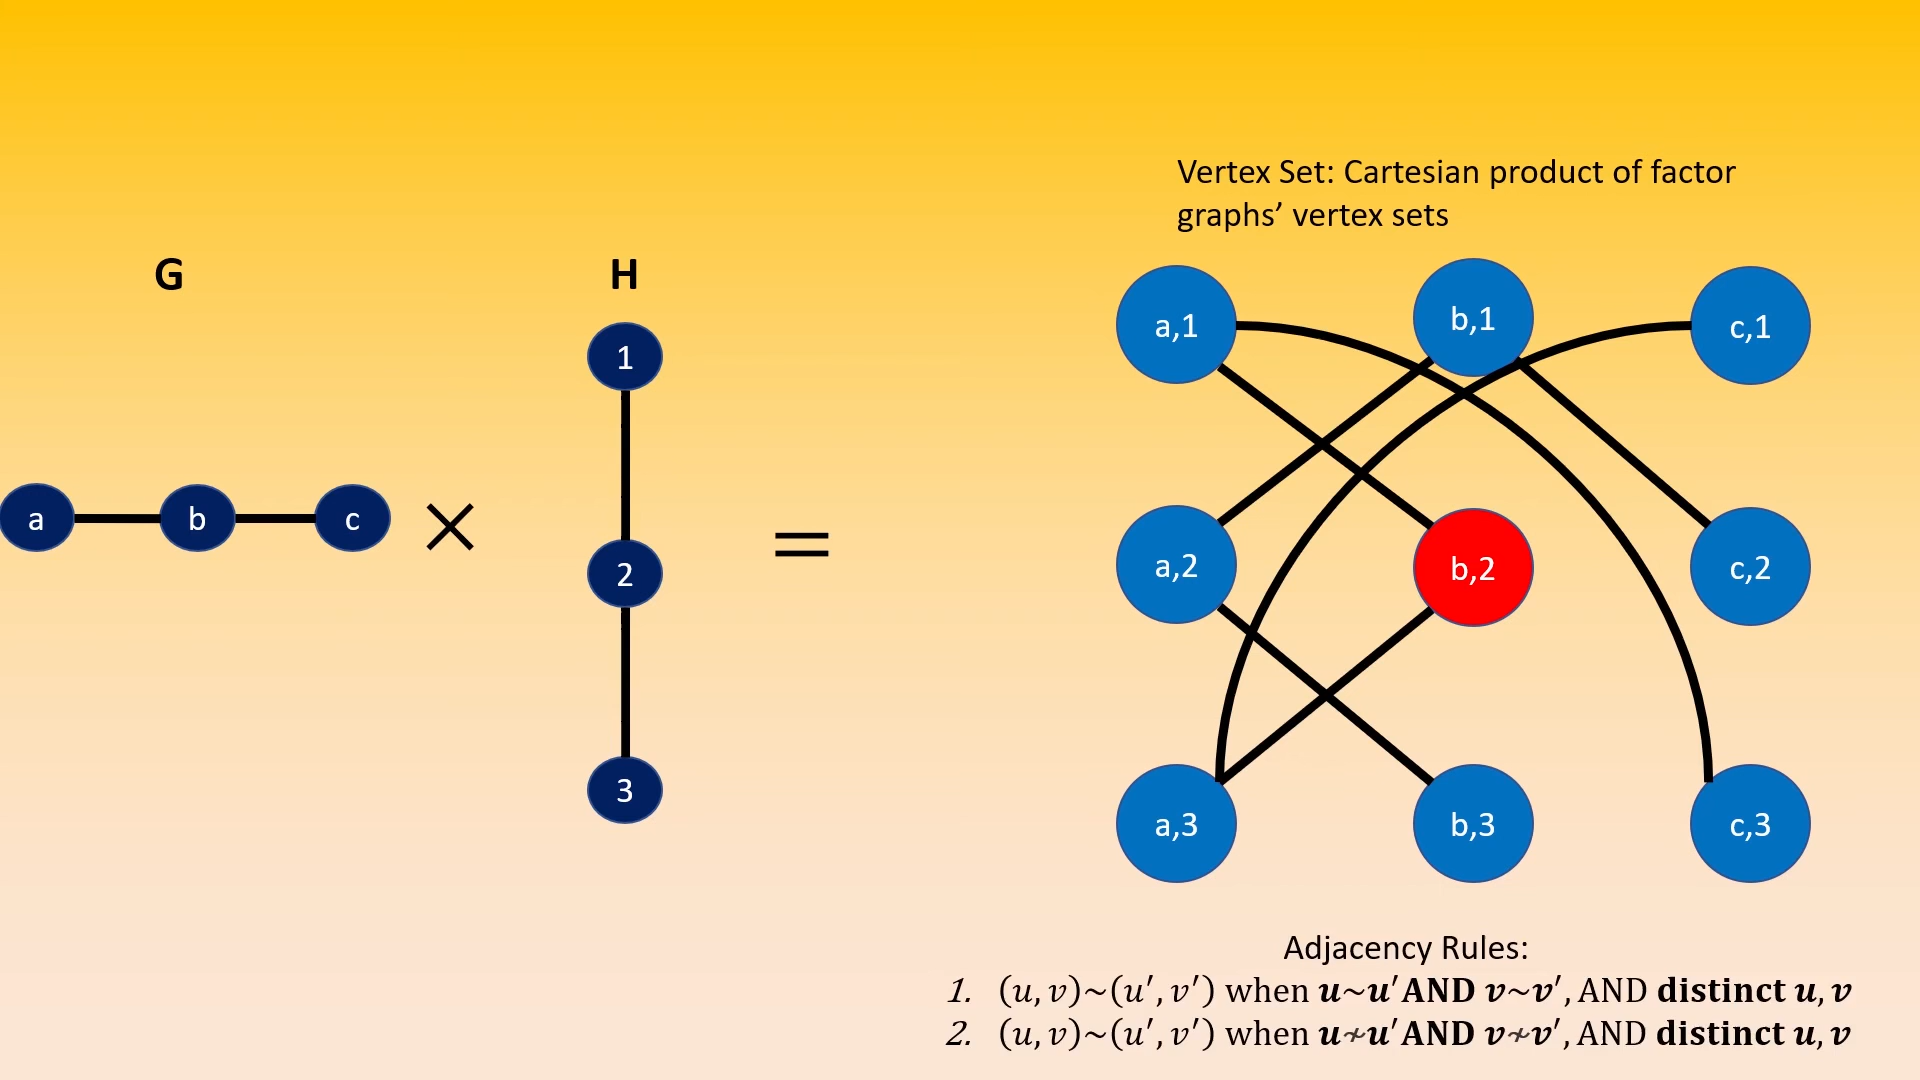 Vertex Set: Cartesian product of factor
graphs’ vertex sets
G
H
a
b
c
×
1
2
3
=
a,1
b,1
c,1
a,2
b,2
c,2
a,3
b,3
c,3
Adjacency Rules:
1. (u, v)~(u′, v′) when u~u′AND v~v′, AND distinct u, v
2. (u, v)~(u′, v′) when u≁u′AND v≁v′, AND distinct u, v